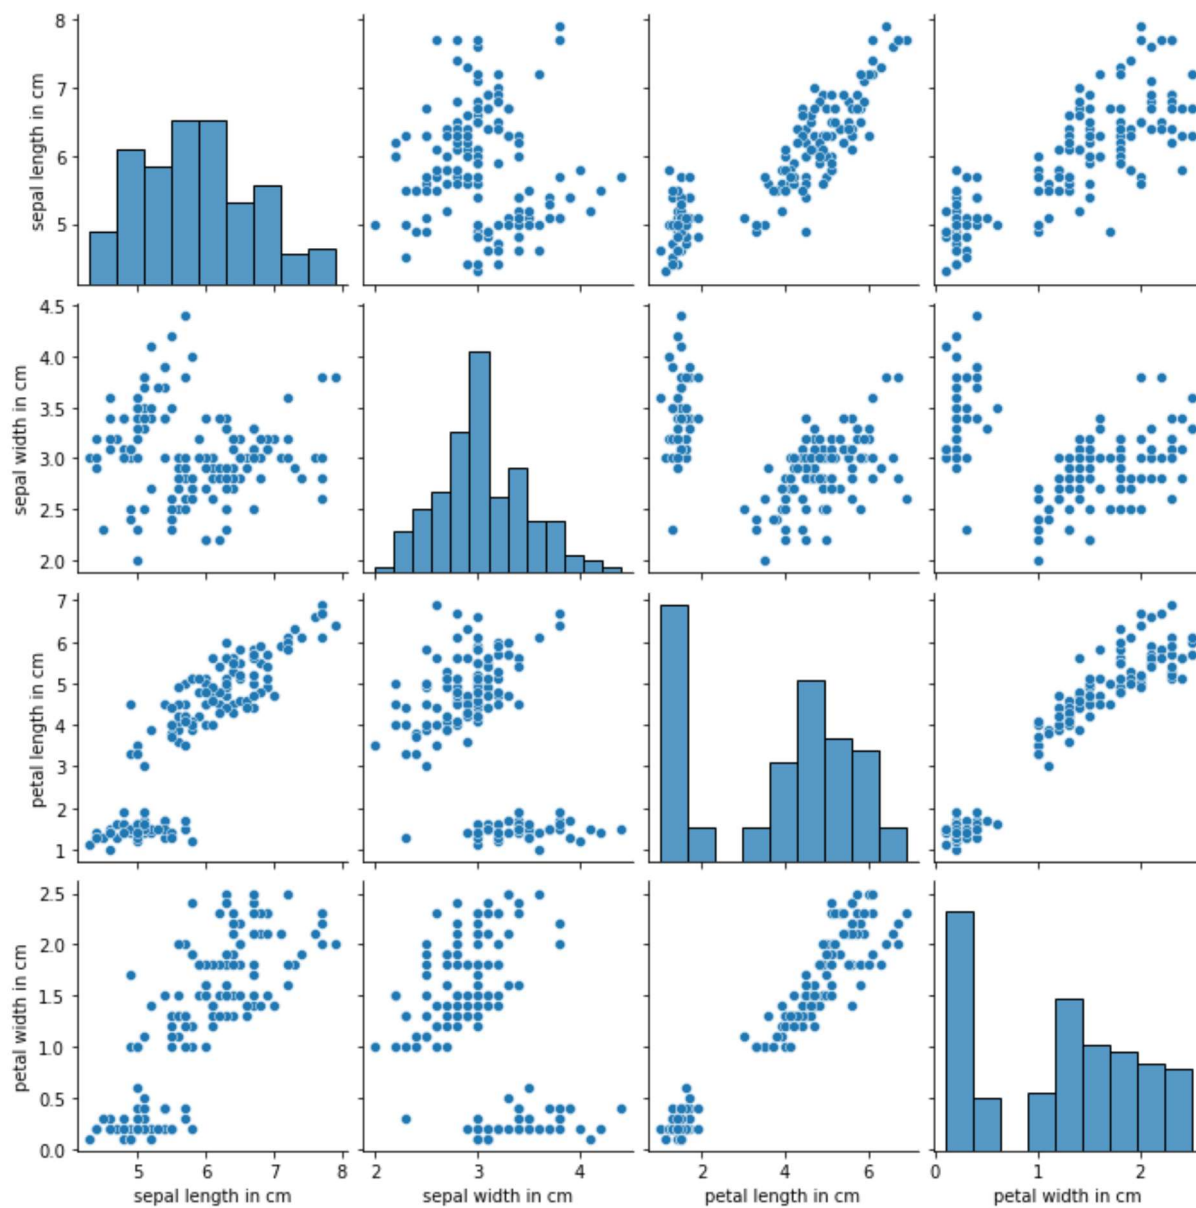 8
7
6
5
sepal length in cm
4.5
4.0
3.5
3.0
2.5
2.0
sepal width in cm
7
6
5
4
3
2
1
petal length in cm
2.5
2.0
1.5
1.0
0.5
0.0
petal width in cm
5 6 7 8
sepal length in cm
2 3 4
sepal width in cm
2 4 6
petal length in cm
0 1 2
petal width in cm